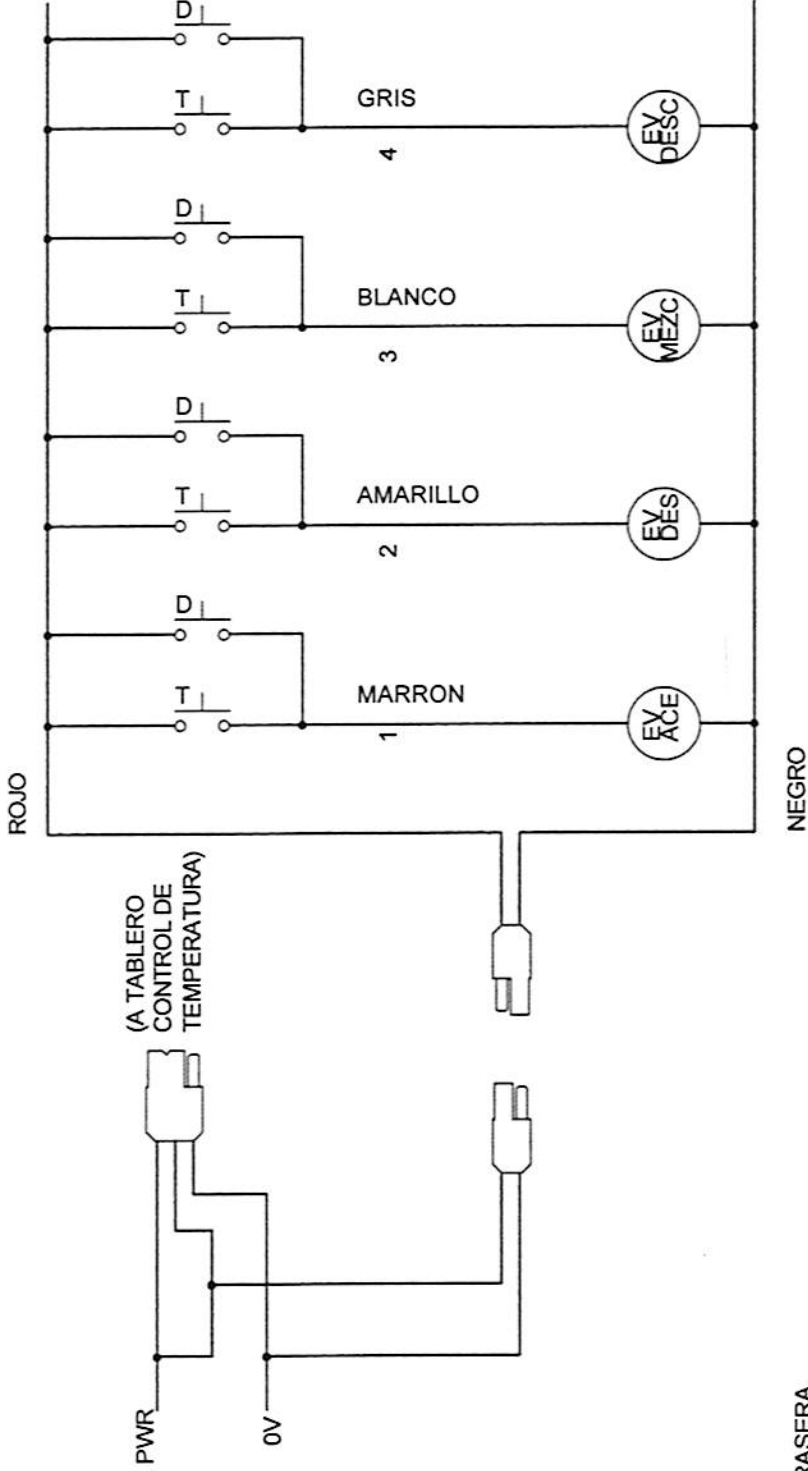 D
T
GRIS
4
EV
DESC
D
T
BLANCO
3
EV
MEZC
D
T
AMARILLO
2
EV
DES
D
T
MARRON
1
EV
ACE
ROJO
NEGRO
(A TABLERO
CONTROL DE
TEMPERATURA)
PWR
0V
RASERA